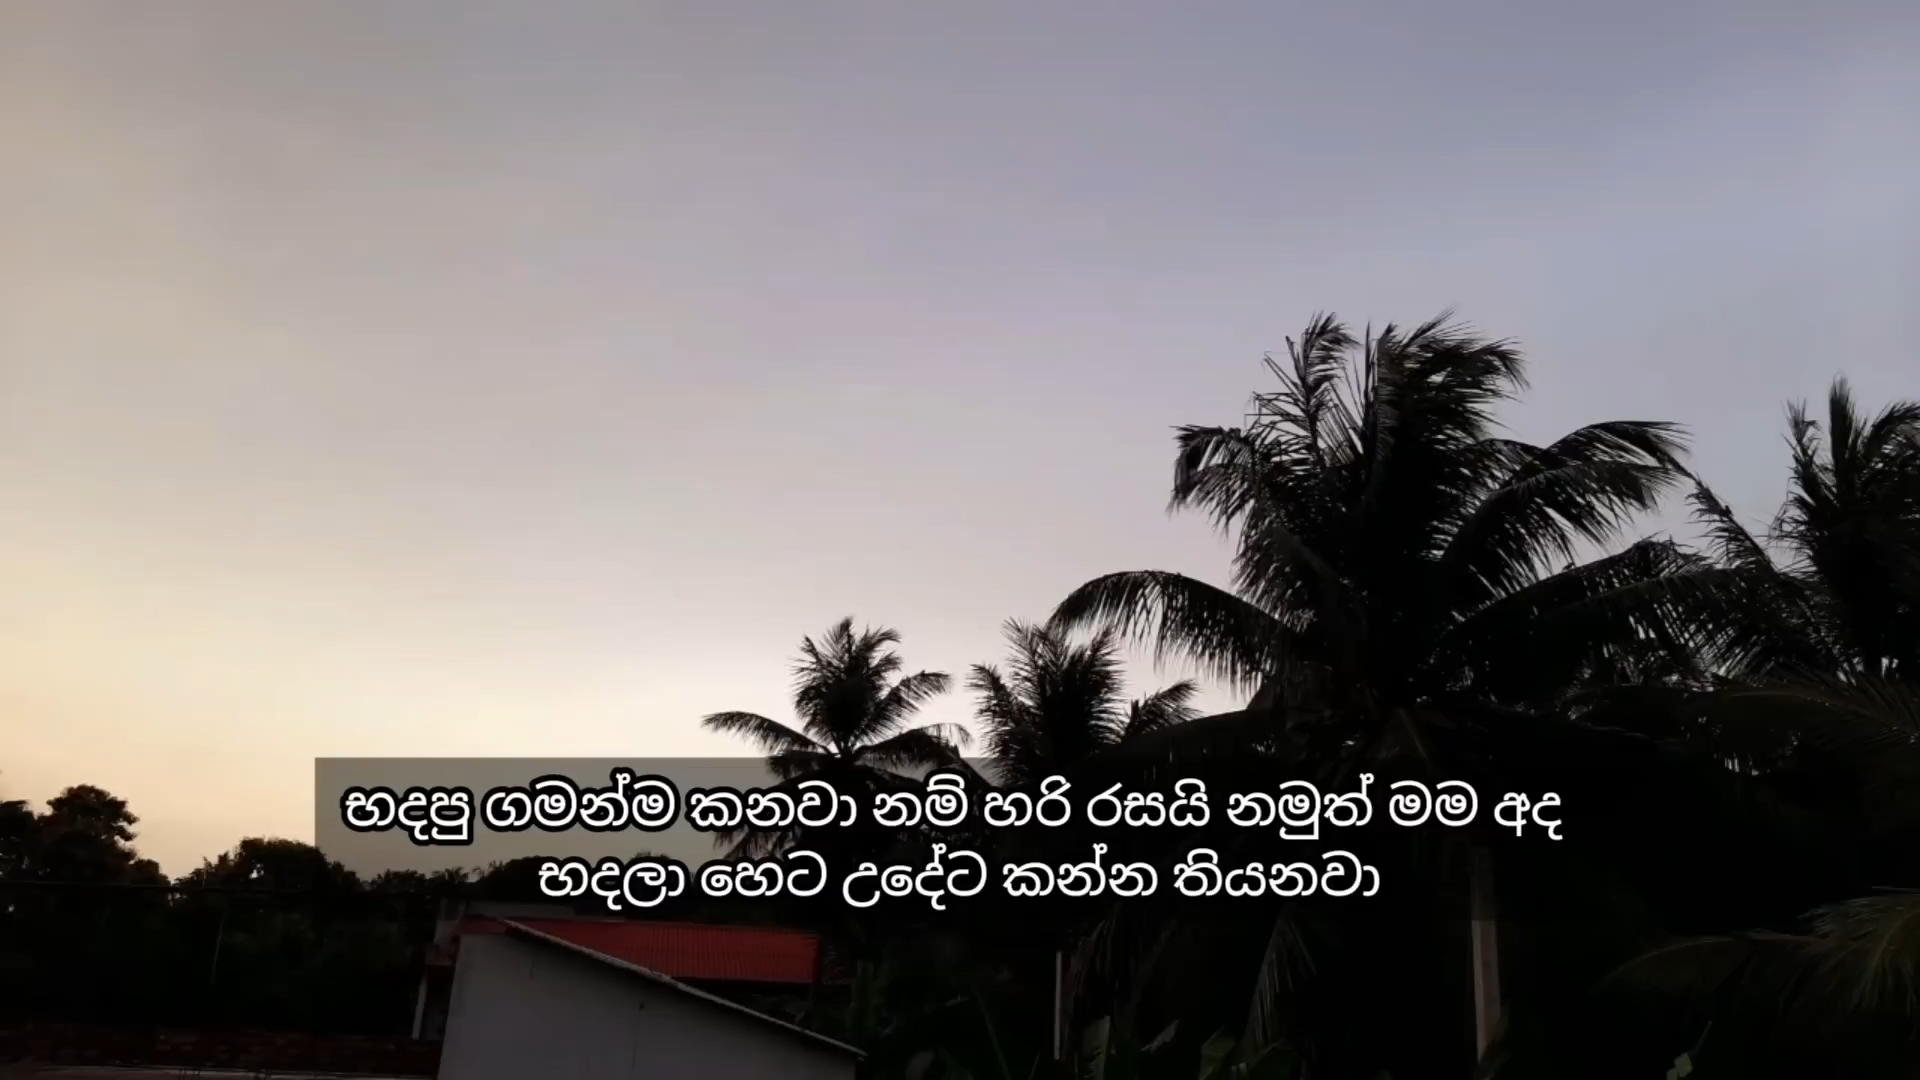 හදපු ගමන්ම කනවා නම් හරි රසයි නමුත් මම අද
හදලා හෙට උදේට කන්න තියනවා